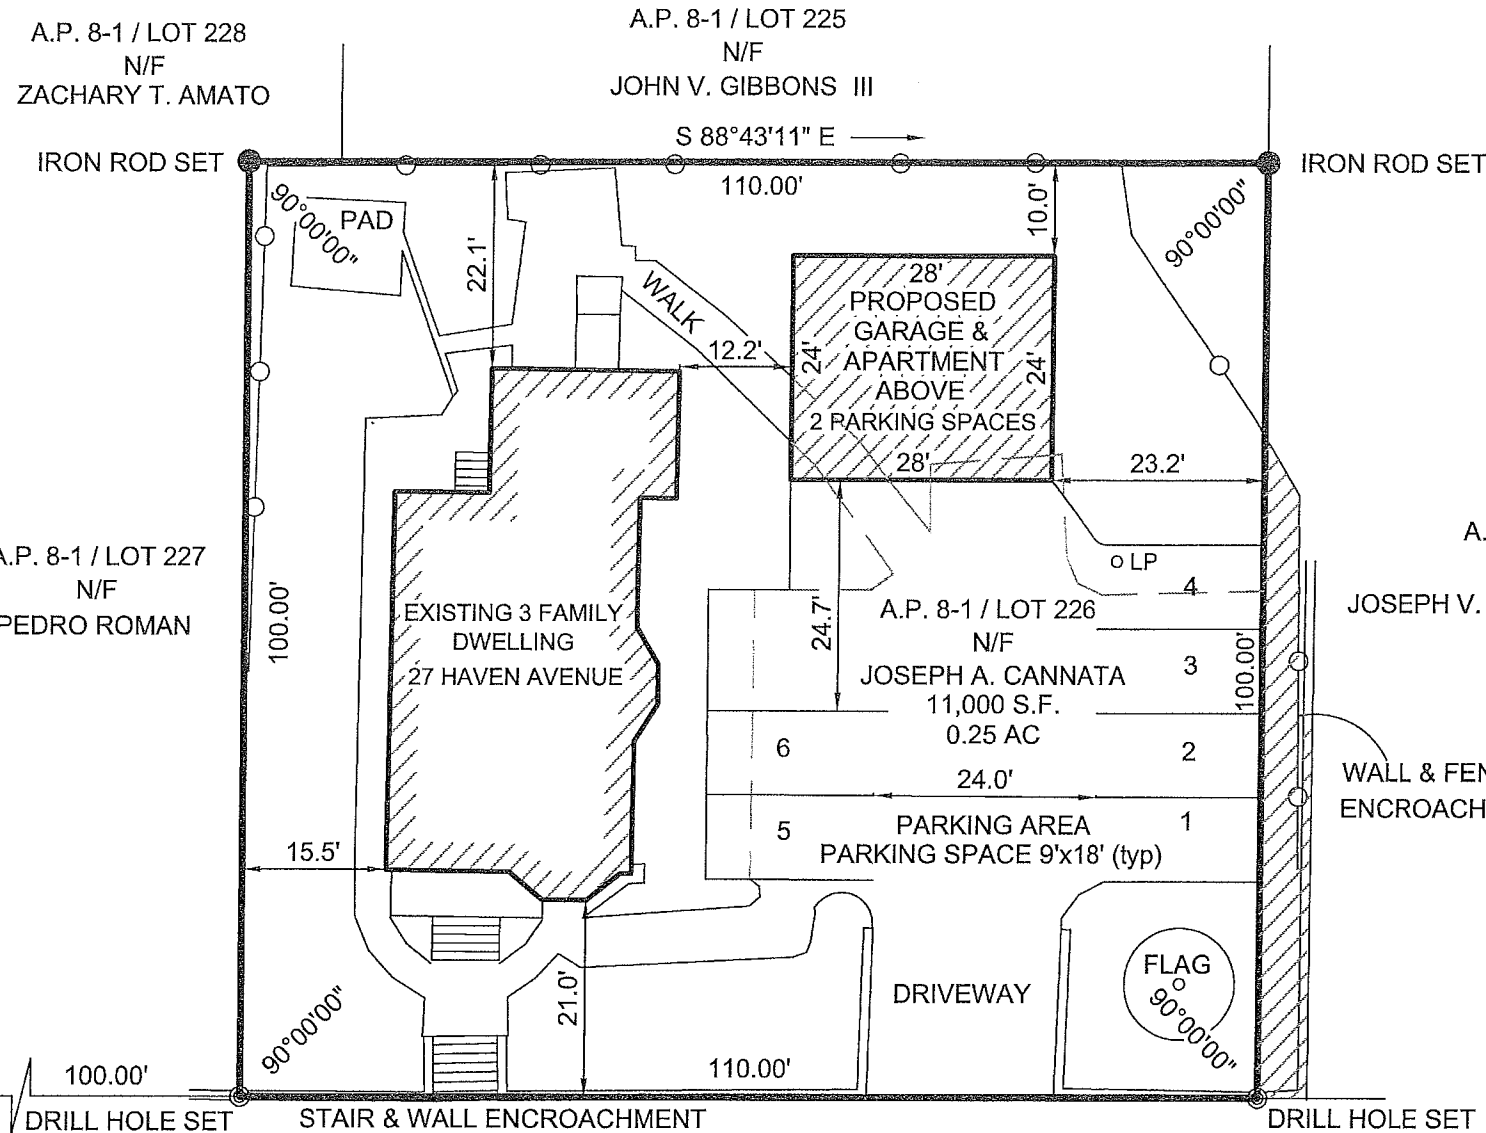 A.P. 8-1 / LOT 228
N/F
ZACHARY T. AMATO
A.P. 8-1 / LOT 225
N/F
JOHN V. GIBBONS III
S 88°43'11" E
IRON ROD SET
IRON ROD SET
110.00'
90°00'00"
PAD
22.1'
10.0'
90°00'00"
WALK
12.2'
28'
PROPOSED
GARAGE &
APARTMENT
ABOVE
2 PARKING SPACES
24'
24'
28'
23.2'
A.P. 8-1 / LOT 227
N/F
PEDRO ROMAN
100.00'
EXISTING 3 FAMILY
DWELLING
27 HAVEN AVENUE
24.7'
A.P. 8-1 / LOT 226
N/F
JOSEPH A. CANNATA
11,000 S.F.
0.25 AC
LP
4
3
2
1
6
5
100.00'
A.
JOSEPH V.
24.0'
PARKING AREA
PARKING SPACE 9'x18' (typ)
WALL & FEN
ENCROACH
15.5'
21.0'
DRIVEWAY
FLAG
90°00'00"
90°00'00"
100.00'
110.00'
DRILL HOLE SET
STAIR & WALL ENCROACHMENT
DRILL HOLE SET